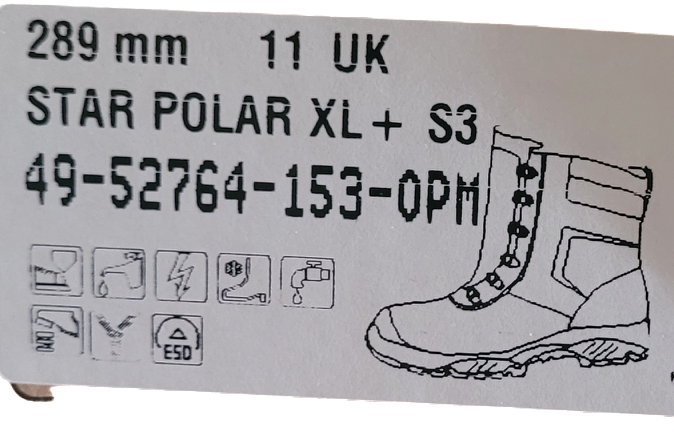 289 mm 11 UK
STAR POLAR XL+ S3
49-52764-153-0PM
ESD